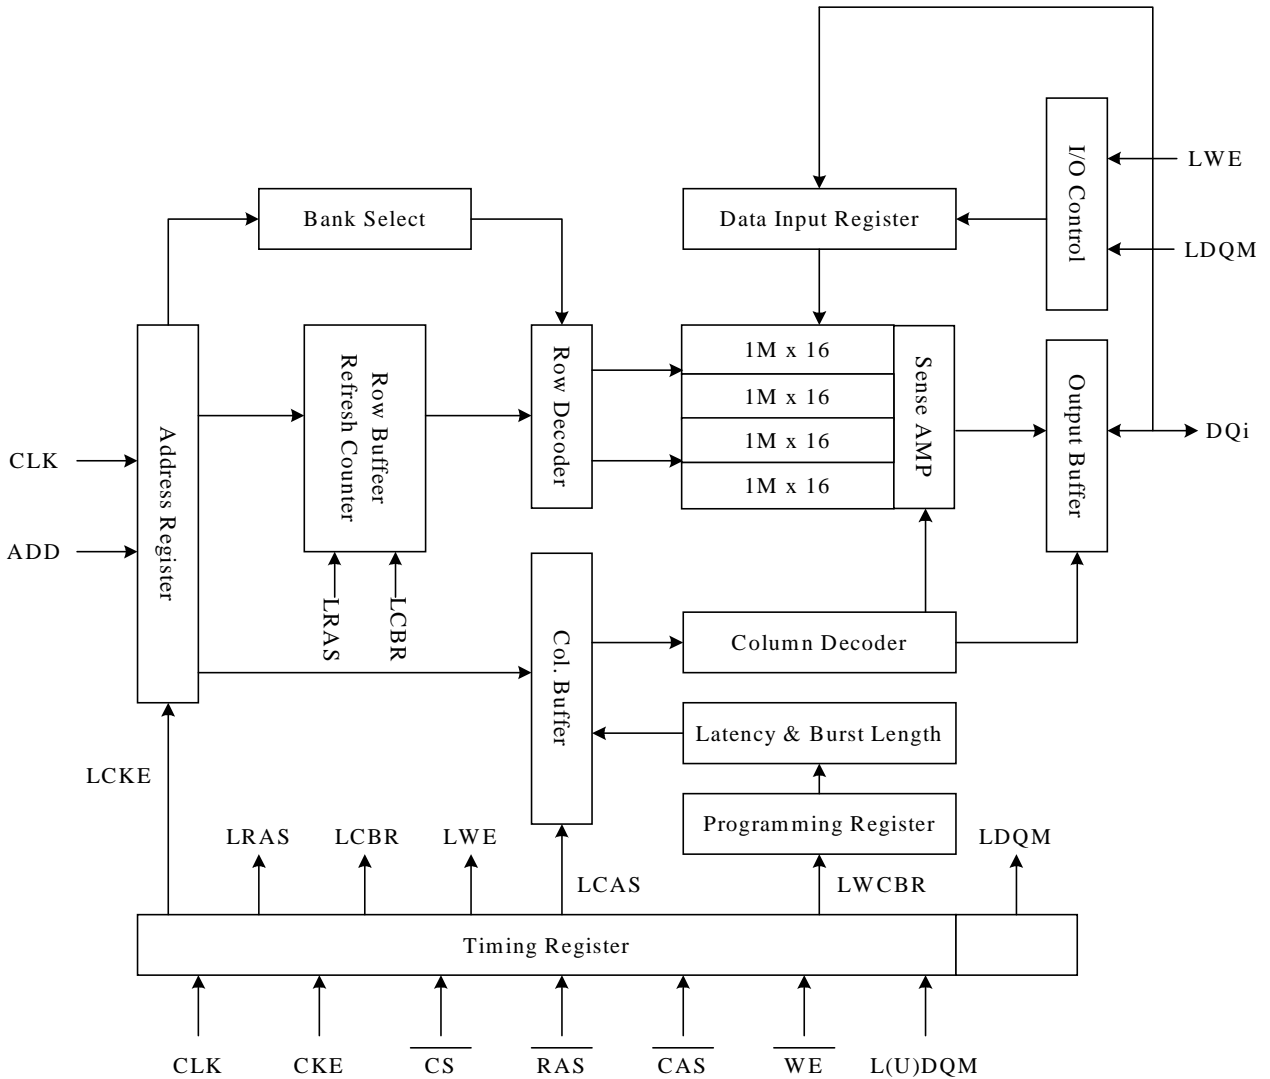 I/O Control
LWE
Bank Select
Data Input Register
LDQM
1M x 16
1M x 16
1M x 16
1M x 16
Sense AMP
Row Decoder
Row Buffeer
Refresh Counter
Address Register
Output Buffer
DQi
CLK
ADD
LRAS
LCBR
Col. Buffer
Column Decoder
Latency & Burst Length
LCKE
Programming Register
LRAS
LCBR
LWE
LCAS
LWCBR
LDQM
Timing Register
CLK
CKE
CS
RAS
CAS
WE
L(U)DQM